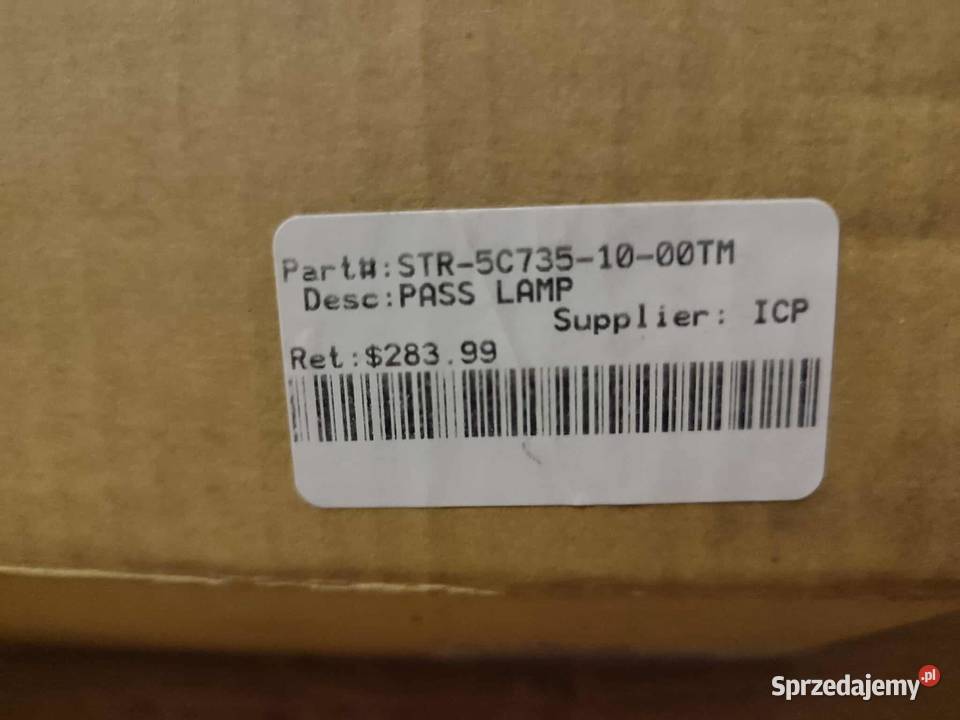 Part#:STR-5C735-10-00TM
Desc:PASS LAMP
Supplier: ICP
Ret:$283.99
Sprzedajemy.pl